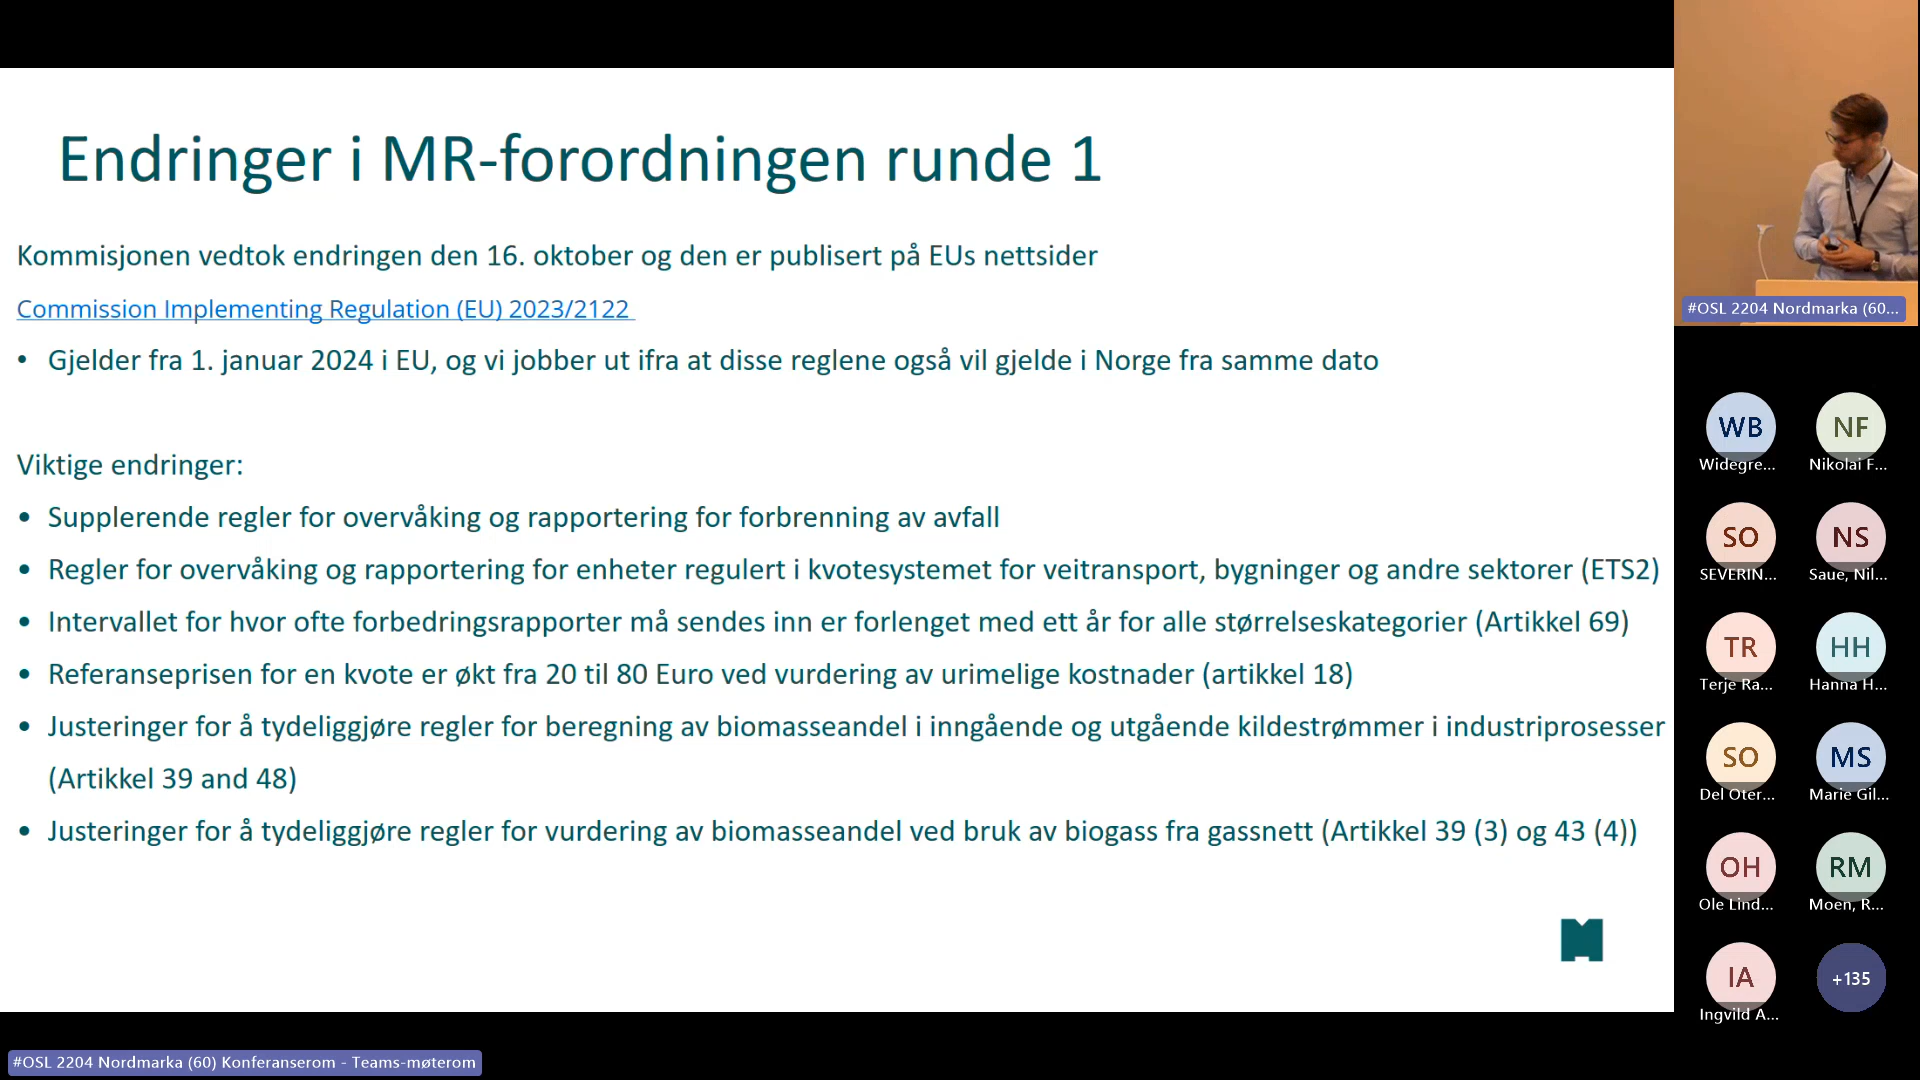 Endringer i MR-forordningen runde 1
Kommisjonen vedtok endringen den 16. oktober og den er publisert på EUs nettsider
Commission Implementing Regulation (EU) 2023/2122
• Gjelder fra 1. januar 2024 i EU, og vi jobber ut ifra at disse reglene også vil gjelde i Norge fra samme dato
Viktige endringer:
• Supplerende regler for overvåking og rapportering for forbrenning av avfall
• Regler for overvåking og rapportering for enheter regulert i kvotesystemet for veitransport, bygninger og andre sektorer (ETS2)
• Intervallet for hvor ofte forbedringsrapporter må sendes inn er forlenget med ett år for alle størrelseskategorier (Artikkel 69)
• Referanseprisen for en kvote er økt fra 20 til 80 Euro ved vurdering av urimelige kostnader (artikkel 18)
• Justeringer for å tydeliggjøre regler for beregning av biomasseandel i inngående og utgående kildestrømmer i industriprosesser
(Artikkel 39 and 48)
• Justeringer for å tydeliggjøre regler for vurdering av biomasseandel ved bruk av biogass fra gassnett (Artikkel 39 (3) og 43 (4))
#OSL 2204 Nordmarka (60...
WB
Widegre...
NF
Nikolai F...
SO
SEVERIN...
NS
Saue, Nil...
TR
Terje Ra...
HH
Hanna H...
SO
Del Oter...
MS
Marie Gil...
OH
Ole Lind...
RM
Moen, R...
IA
Ingvild A...
+135
#OSL 2204 Nordmarka (60) Konferanserom - Teams-møterom